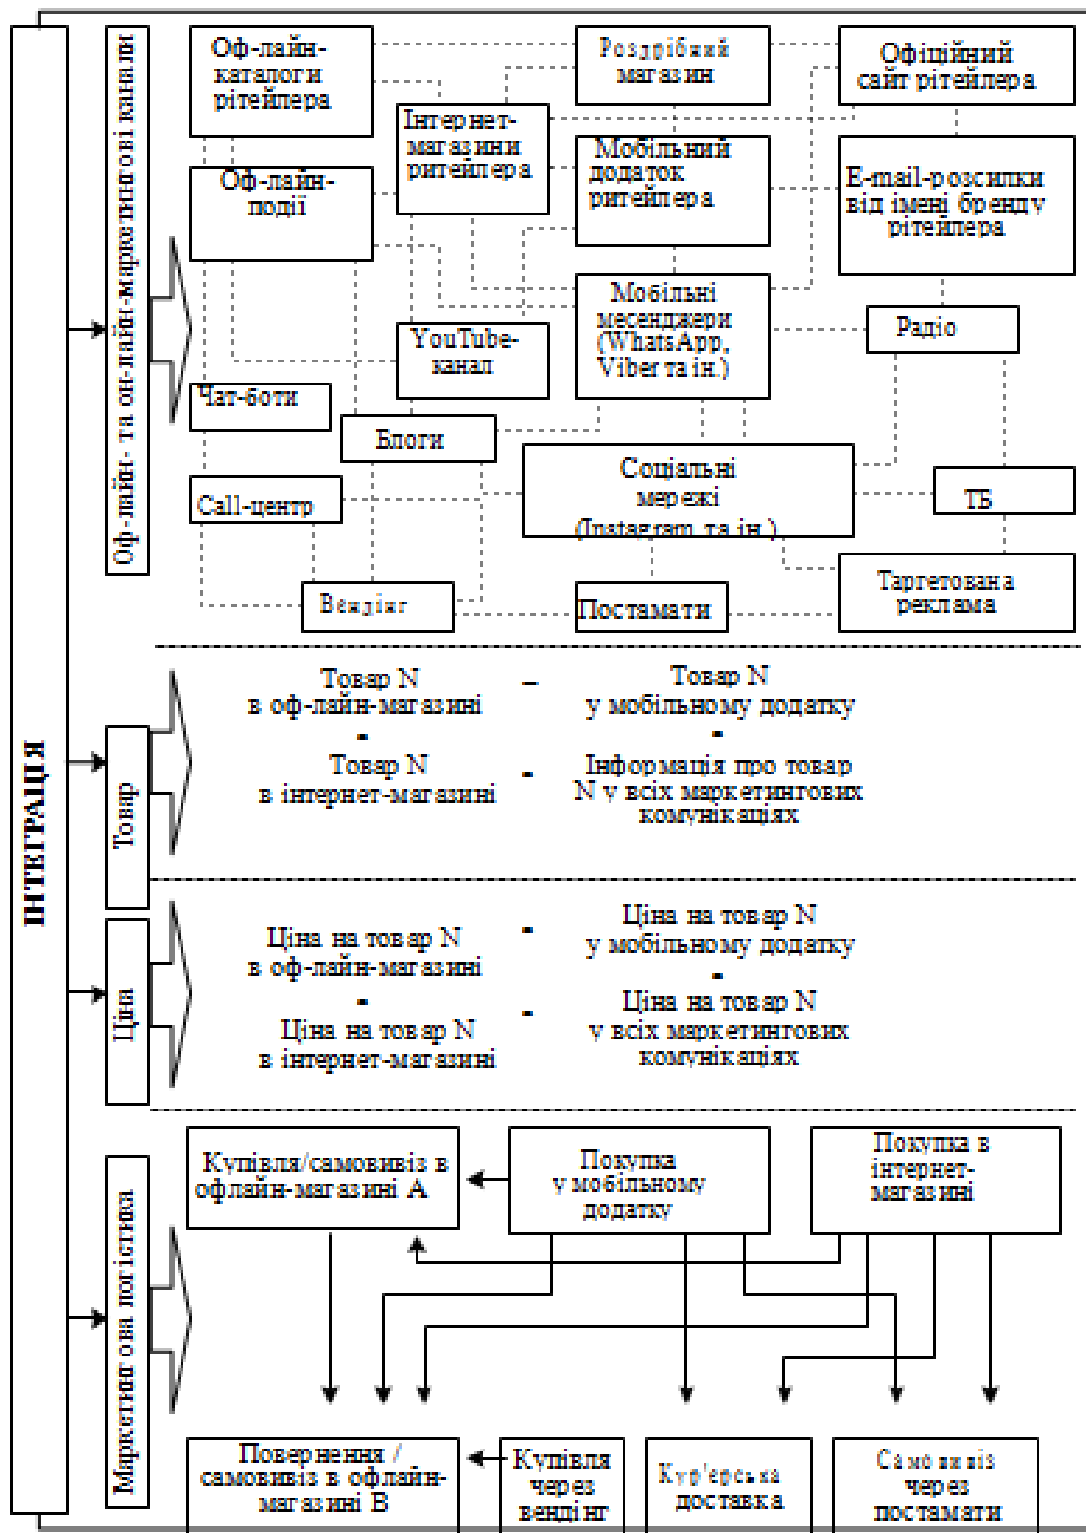 ІНТЕГРАЦІЯ
Оф-лайн- та он-лайн-маркетингові канали
Оф-лайн-
каталоги
рітейлера
Роздрібний
магазин
Офіційний
сайт рітейлера
Інтернет-
магазини
ритейлера
Мобільний
додаток
ритейлера
E-mail-розсилки
від імені бренду
рітейлера
Оф-лайн-
події
Мобільні
месенджери
(WhatsApp,
Viber та ін.)
Радіо
YouTube-
канал
Чат-боти
Блоги
Соціальні
мережі
(Instagram та ін.)
Call-центр
ТБ
Вендінг
Постамати
Таргетована
реклама
Товар
Товар N
в оф-лайн-магазині
–
Товар N
у мобільному додатку
-
-
Товар N
в інтернет-магазині
-
Інформація про товар
N у всіх маркетингових
комунікаціях
Ціна
Ціна на товар N
в оф-лайн-магазині
-
Ціна на товар N
у мобільному додатку
-
-
Ціна на товар N
в інтернет-магазині
-
Ціна на товар N
у всіх маркетингових
комунікаціях
Маркетингова логістика
Купівля/самовивіз в
офлайн-магазині А
Покупка
у мобільному
додатку
Покупка в
інтернет-
магазині
Повернення /
самовивіз в офлайн-
магазині В
Купівля
через
вендінг
Кур'єрська
доставка
Самовивіз
через
постамати